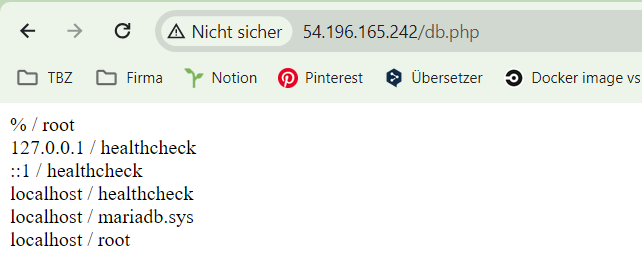 Nicht sicher 54.196.165.242/db.php
TBZ Firma Notion Pinterest Übersetzer Docker image vs
% / root
127.0.0.1 / healthcheck
::1 / healthcheck
localhost / healthcheck
localhost / mariadb.sys
localhost / root